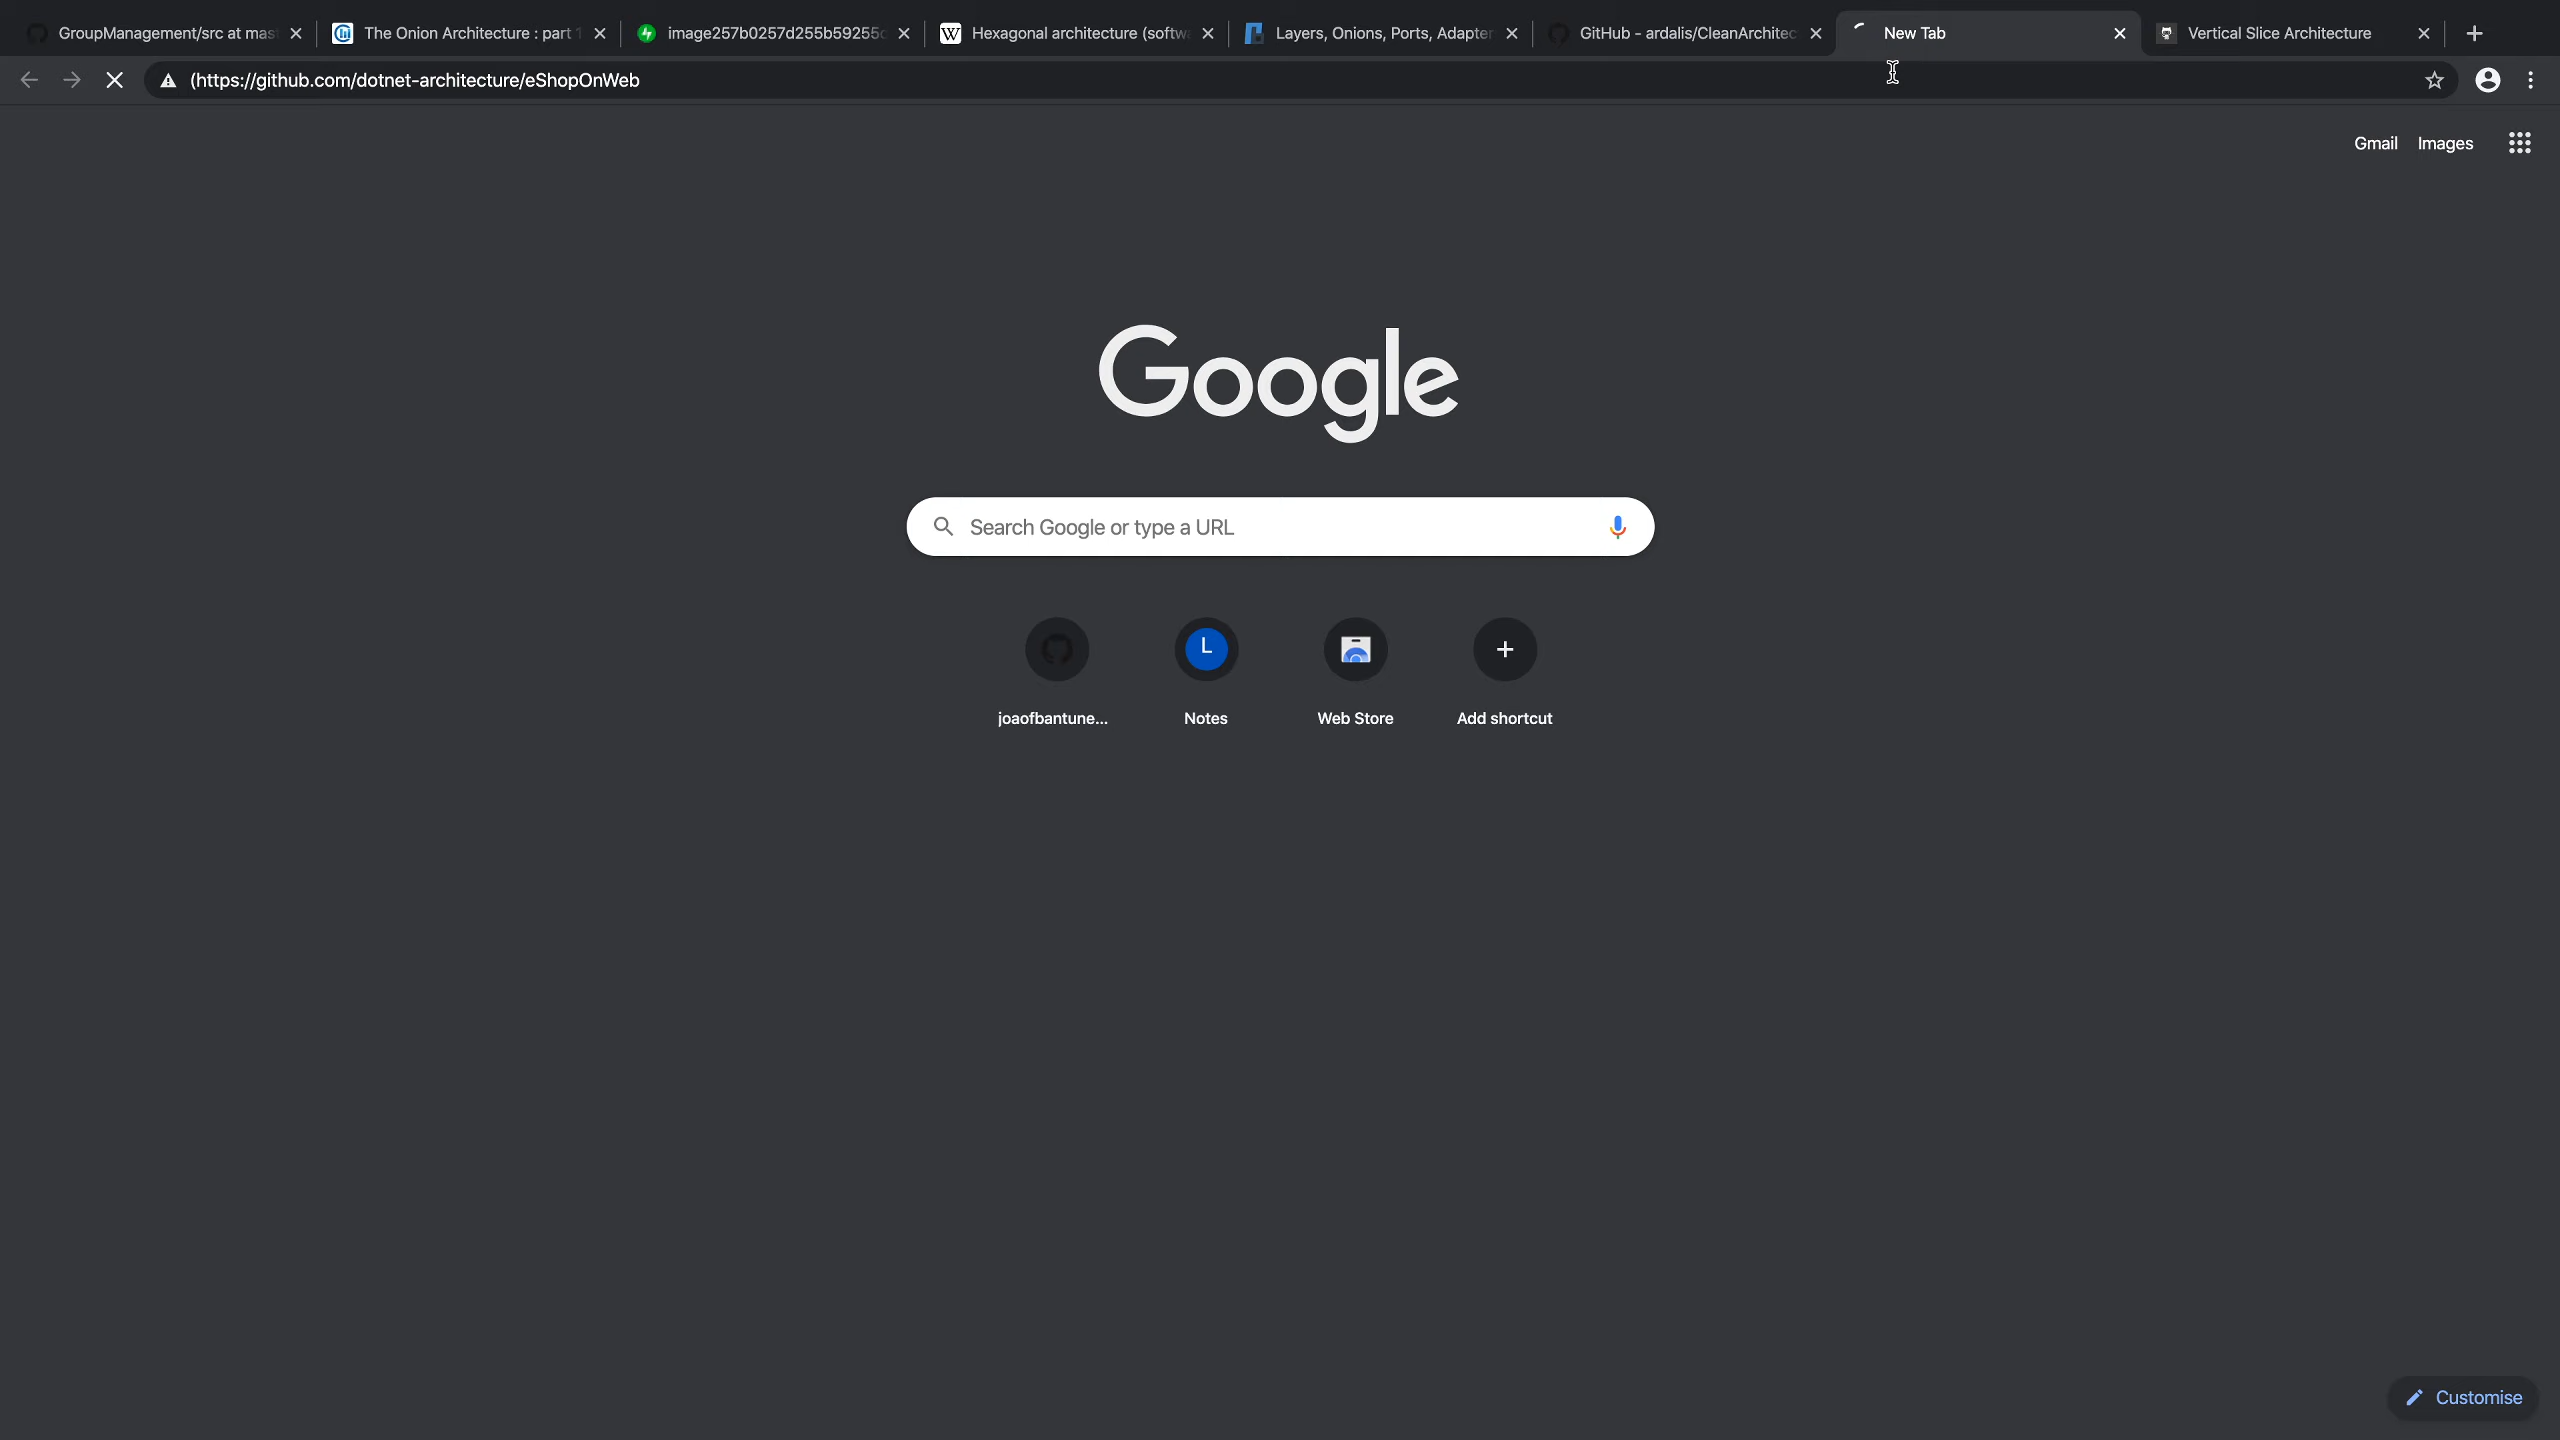 GroupManagement/src at mas
The Onion Architecture : part 1
image257b0257d255b59255c
Hexagonal architecture (softwa
Layers, Onions, Ports, Adapter
GitHub - ardalis/CleanArchitec
New Tab
Vertical Slice Architecture
(https://github.com/dotnet-architecture/eShopOnWeb
Gmail Images
Google
Search Google or type a URL
L
joaofbantune... Notes Web Store Add shortcut
Customise